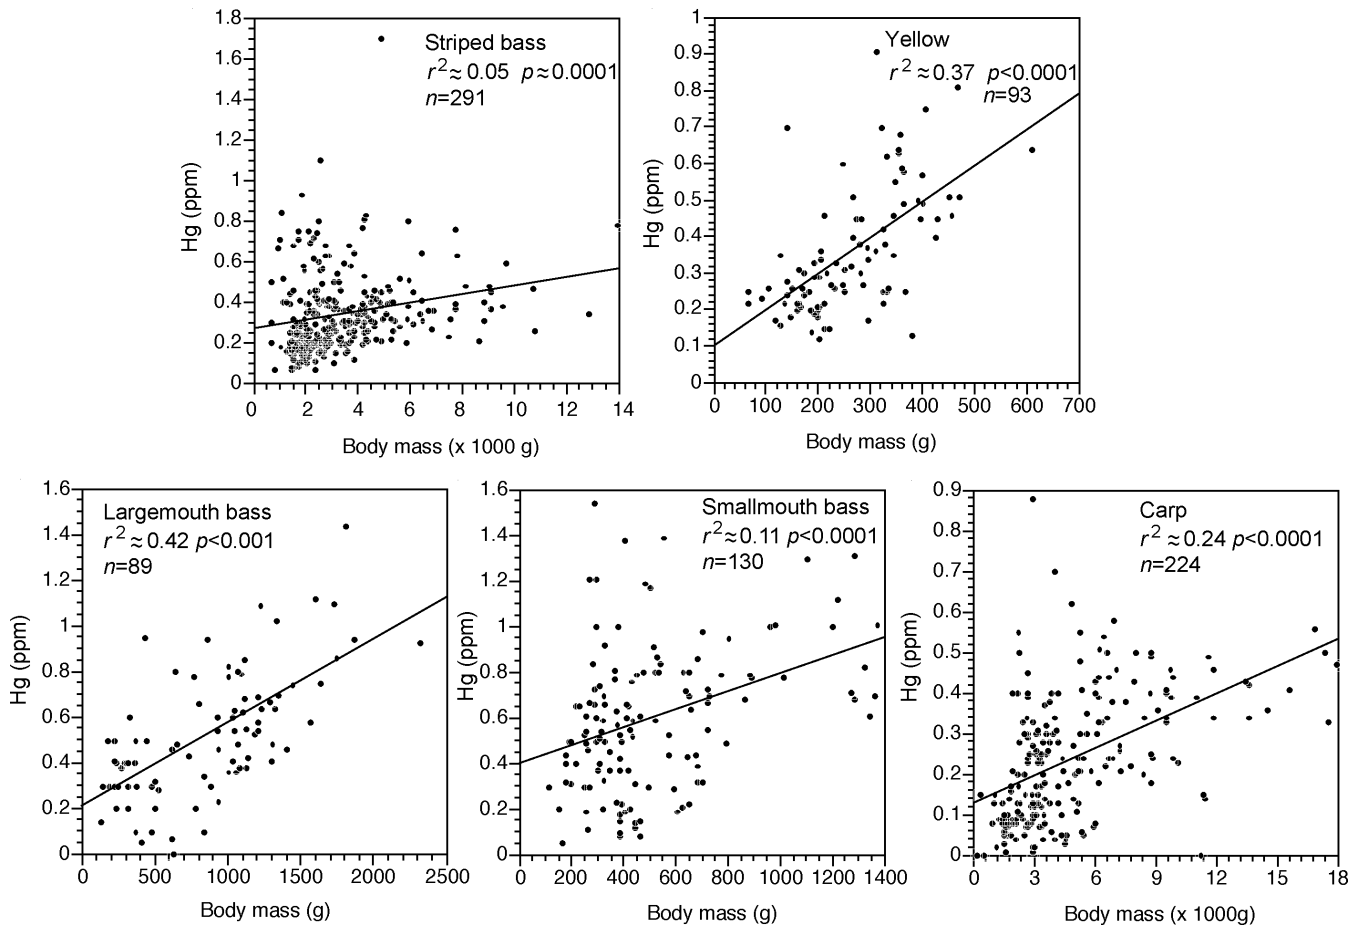 1.8
1.6
1.4
1.2
1
0.8
0.6
0.4
0.2
0
Hg (ppm)
Striped bass
r²≈0.05 p≈0.0001
n=291
0 2 4 6 8 10 12 14
Body mass (x 1000 g)
1
0.9
0.8
0.7
0.6
0.5
0.4
0.3
0.2
0.1
0
Hg (ppm)
Yellow
r²≈0.37 p<0.0001
n=93
0 100 200 300 400 500 600 700
Body mass (g)
1.6
1.4
1.2
1
0.8
0.6
0.4
0.2
0
Hg (ppm)
Largemouth bass
r²≈0.42 p<0.001
n=89
0 500 1000 1500 2000 2500
Body mass (g)
1.6
1.4
1.2
1
0.8
0.6
0.4
0.2
0
Hg (ppm)
Smallmouth bass
r²≈0.11 p<0.0001
n=130
0 200 400 600 800 1000 1200 1400
Body mass (g)
0.9
0.8
0.7
0.6
0.5
0.4
0.3
0.2
0.1
0
Hg (ppm)
Carp
r²≈0.24 p<0.0001
n=224
0 3 6 9 12 15 18
Body mass (x 1000g)